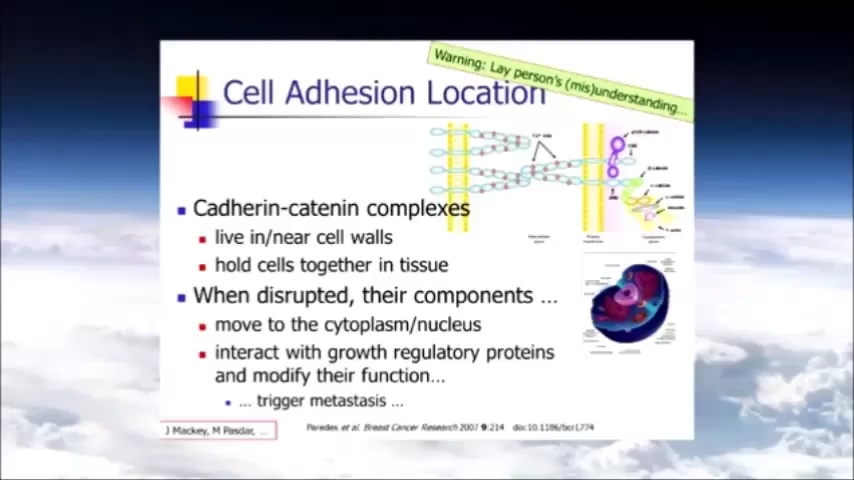 Warning: Lay person's (mis)understanding...
Cell Adhesion Location
Cadherin-catenin complexes
live in/near cell walls
hold cells together in tissue
When disrupted, their components ...
move to the cytoplasm/nucleus
interact with growth regulatory proteins
and modify their function...
... trigger metastasis ...
J Mackey, M Pasdar, ...
Paredes et al. Breast Cancer Research 2007 9:214 doi:10.1186/bcr1774